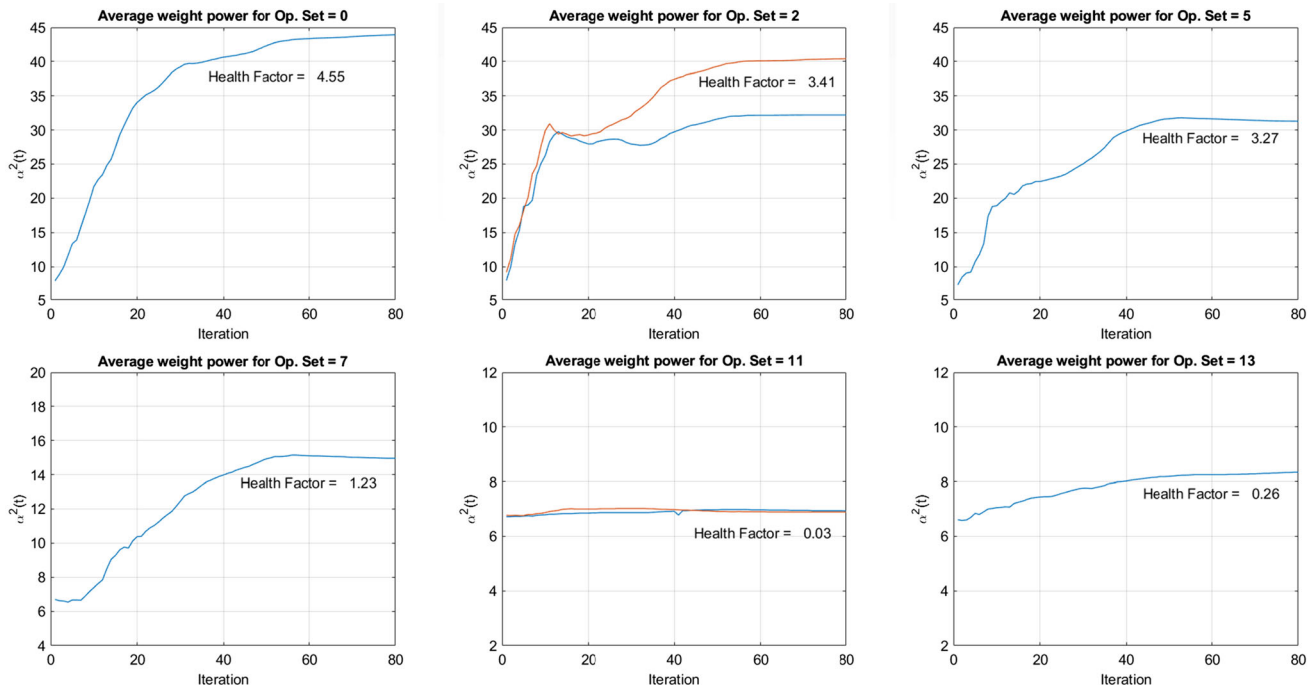 Average weight power for Op. Set = 0
45
40
35
30
25
20
15
10
5
α²(t)
Health Factor = 4.55
0 20 40 60 80
Iteration
Average weight power for Op. Set = 2
45
40
35
30
25
20
15
10
5
α²(t)
Health Factor = 3.41
0 20 40 60 80
Iteration
Average weight power for Op. Set = 5
45
40
35
30
25
20
15
10
5
α²(t)
Health Factor = 3.27
0 20 40 60 80
Iteration
Average weight power for Op. Set = 7
20
18
16
14
12
10
8
6
4
α²(t)
Health Factor = 1.23
0 20 40 60 80
Iteration
Average weight power for Op. Set = 11
12
10
8
6
4
2
α²(t)
Health Factor = 0.03
0 20 40 60 80
Iteration
Average weight power for Op. Set = 13
12
10
8
6
4
2
α²(t)
Health Factor = 0.26
0 20 40 60 80
Iteration